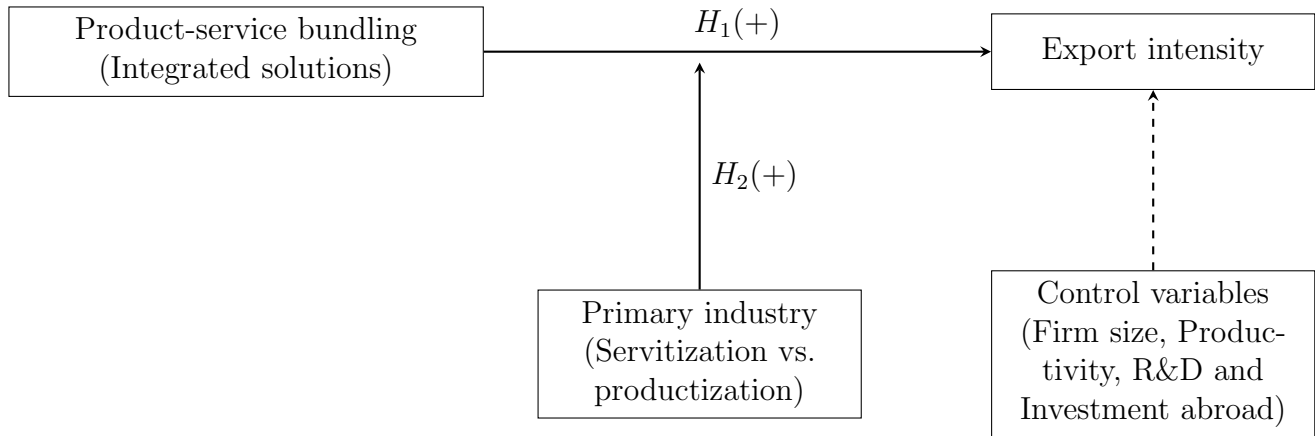 Product-service bundling
(Integrated solutions)
H₁(+)
Export intensity
H₂(+)
Primary industry
(Servitization vs.
productization)
Control variables
(Firm size, Produc-
tivity, R&D and
Investment abroad)